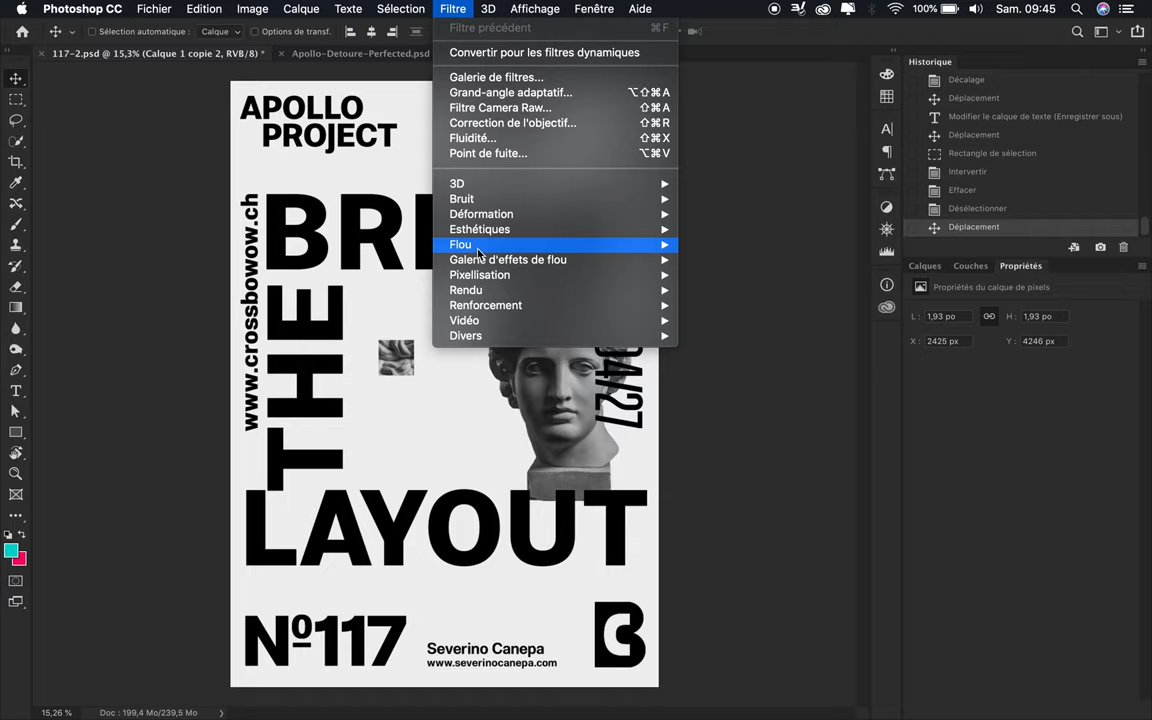 Photoshop CC Fichier Edition Image Calque Texte Sélection Filtre 3D Affichage Fenêtre Aide 100% Sam. 09:45
Sélection automatique : Calque Options de transf.
117-2.psd @ 15,3% (Calque 1 copie 2, RVB/8) * Apollo-Detoure-Perfected.psd
Filtre précédent ⌘F
Convertir pour les filtres dynamiques
Galerie de filtres...
Grand-angle adaptatif... ⌥⇧⌘A
Filtre Camera Raw... ⇧⌘A
Correction de l'objectif... ⇧⌘R
Fluidité... ⇧⌘X
Point de fuite... ⌥⌘V
3D
Bruit
Déformation
Esthétiques
Flou
Galerie d'effets de flou
Pixellisation
Rendu
Renforcement
Vidéo
Divers
Historique
Décalage
Déplacement
Modifier le calque de texte (Enregistrer sous)
Déplacement
Rectangle de sélection
Intervertir
Effacer
Désélectionner
Déplacement
Calques Couches Propriétés
Propriétés du calque de pixels
L : 1,93 po H : 1,93 po
X : 2425 px Y : 4246 px
APOLLO
PROJECT
www.crossbowow.ch
BRE
THE
04/27
LAYOUT
Nº117
Severino Canepa
www.severinocanepa.com
15,26 % Doc : 199,4 Mo/239,5 Mo